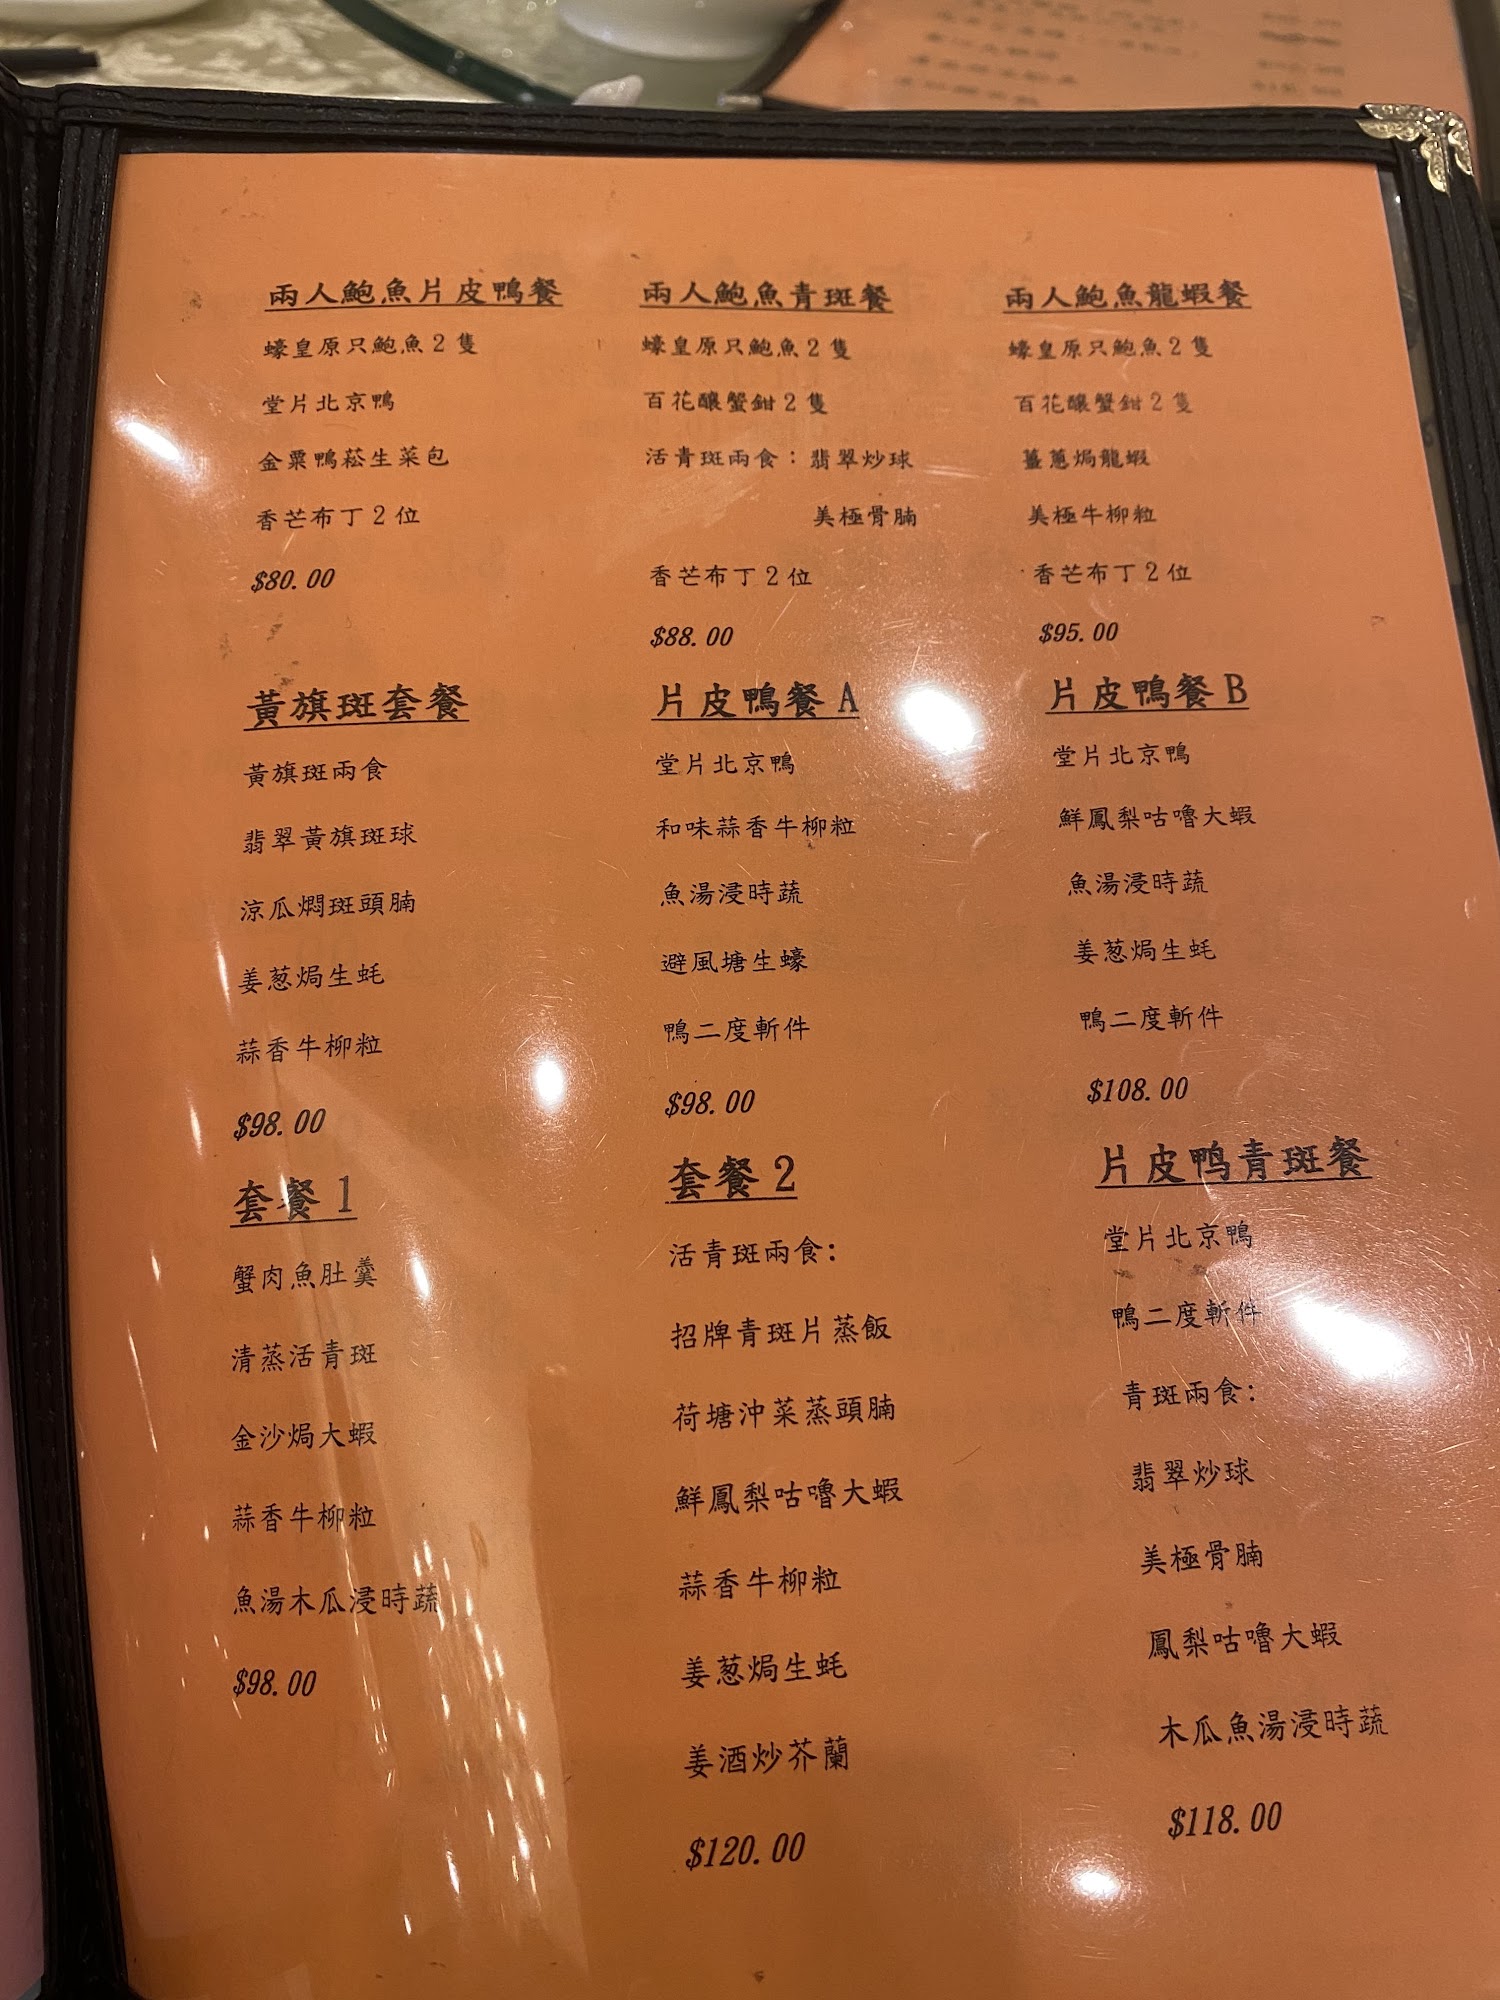 兩人鮑魚片皮鴨餐
蠔皇原只鮑魚2隻
堂片北京鴨
金粟鴨菘生菜包
香芒布丁2位
$80.00
兩人鮑魚青斑餐
蠔皇原只鮑魚2隻
百花釀蟹鉗2隻
活青斑兩食：翡翠炒球
美極骨腩
香芒布丁2位
$88.00
兩人鮑魚龍蝦餐
蠔皇原只鮑魚2隻
百花釀蟹鉗2隻
薑蔥焗龍蝦
美極牛柳粒
香芒布丁2位
$95.00
黃旗斑套餐
黃旗斑兩食
翡翠黃旗斑球
涼瓜燜斑頭腩
姜葱焗生蚝
蒜香牛柳粒
$98.00
片皮鴨餐A
堂片北京鴨
和味蒜香牛柳粒
魚湯浸時蔬
避風塘生蠔
鴨二度斬件
$98.00
片皮鴨餐B
堂片北京鴨
鮮鳳梨咕嚕大蝦
魚湯浸時蔬
姜葱焗生蚝
鴨二度斬件
$108.00
套餐1
蟹肉魚肚羹
清蒸活青斑
金沙焗大蝦
蒜香牛柳粒
魚湯木瓜浸時蔬
$98.00
套餐2
活青斑兩食:
招牌青斑片蒸飯
荷塘沖菜蒸頭腩
鮮鳳梨咕嚕大蝦
蒜香牛柳粒
姜葱焗生蚝
姜酒炒芥蘭
$120.00
片皮鸭青斑餐
堂片北京鴨
鴨二度斬件
青斑兩食:
翡翠炒球
美極骨腩
鳳梨咕嚕大蝦
木瓜魚湯浸時蔬
$118.00